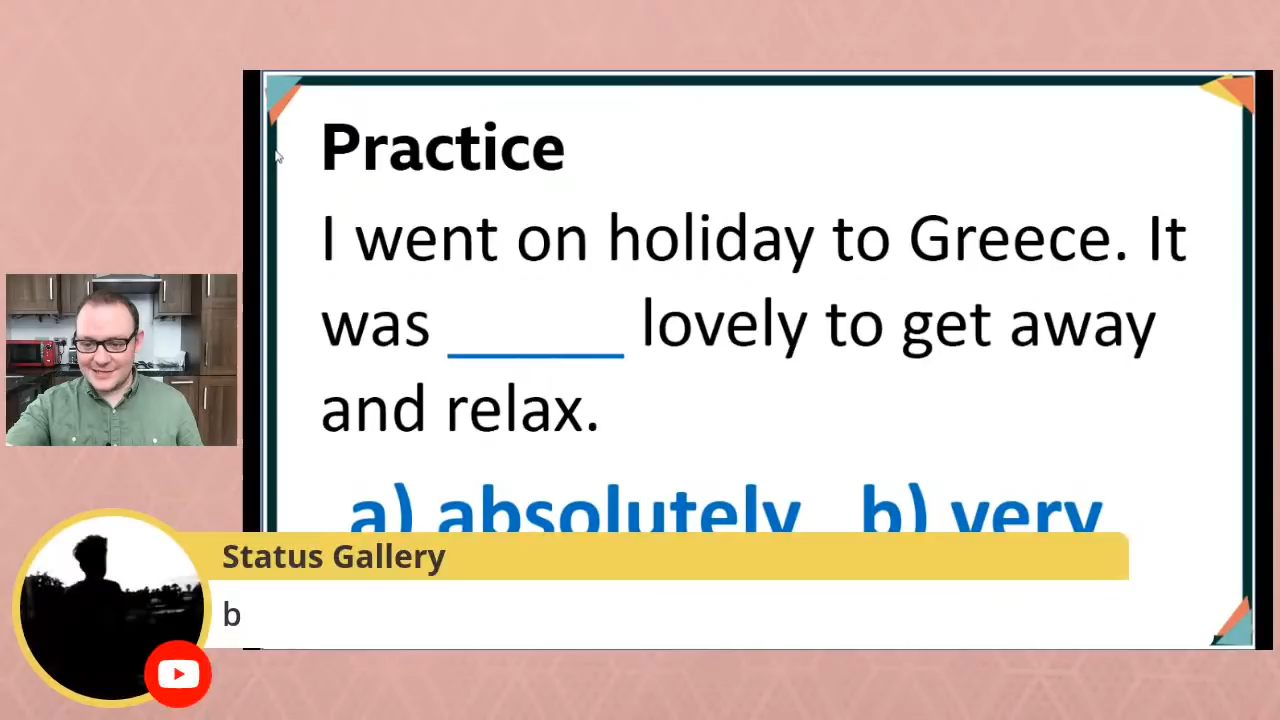 Practice
I went on holiday to Greece. It
was ______ lovely to get away
and relax.
a) absolutely b) very
Status Gallery
b